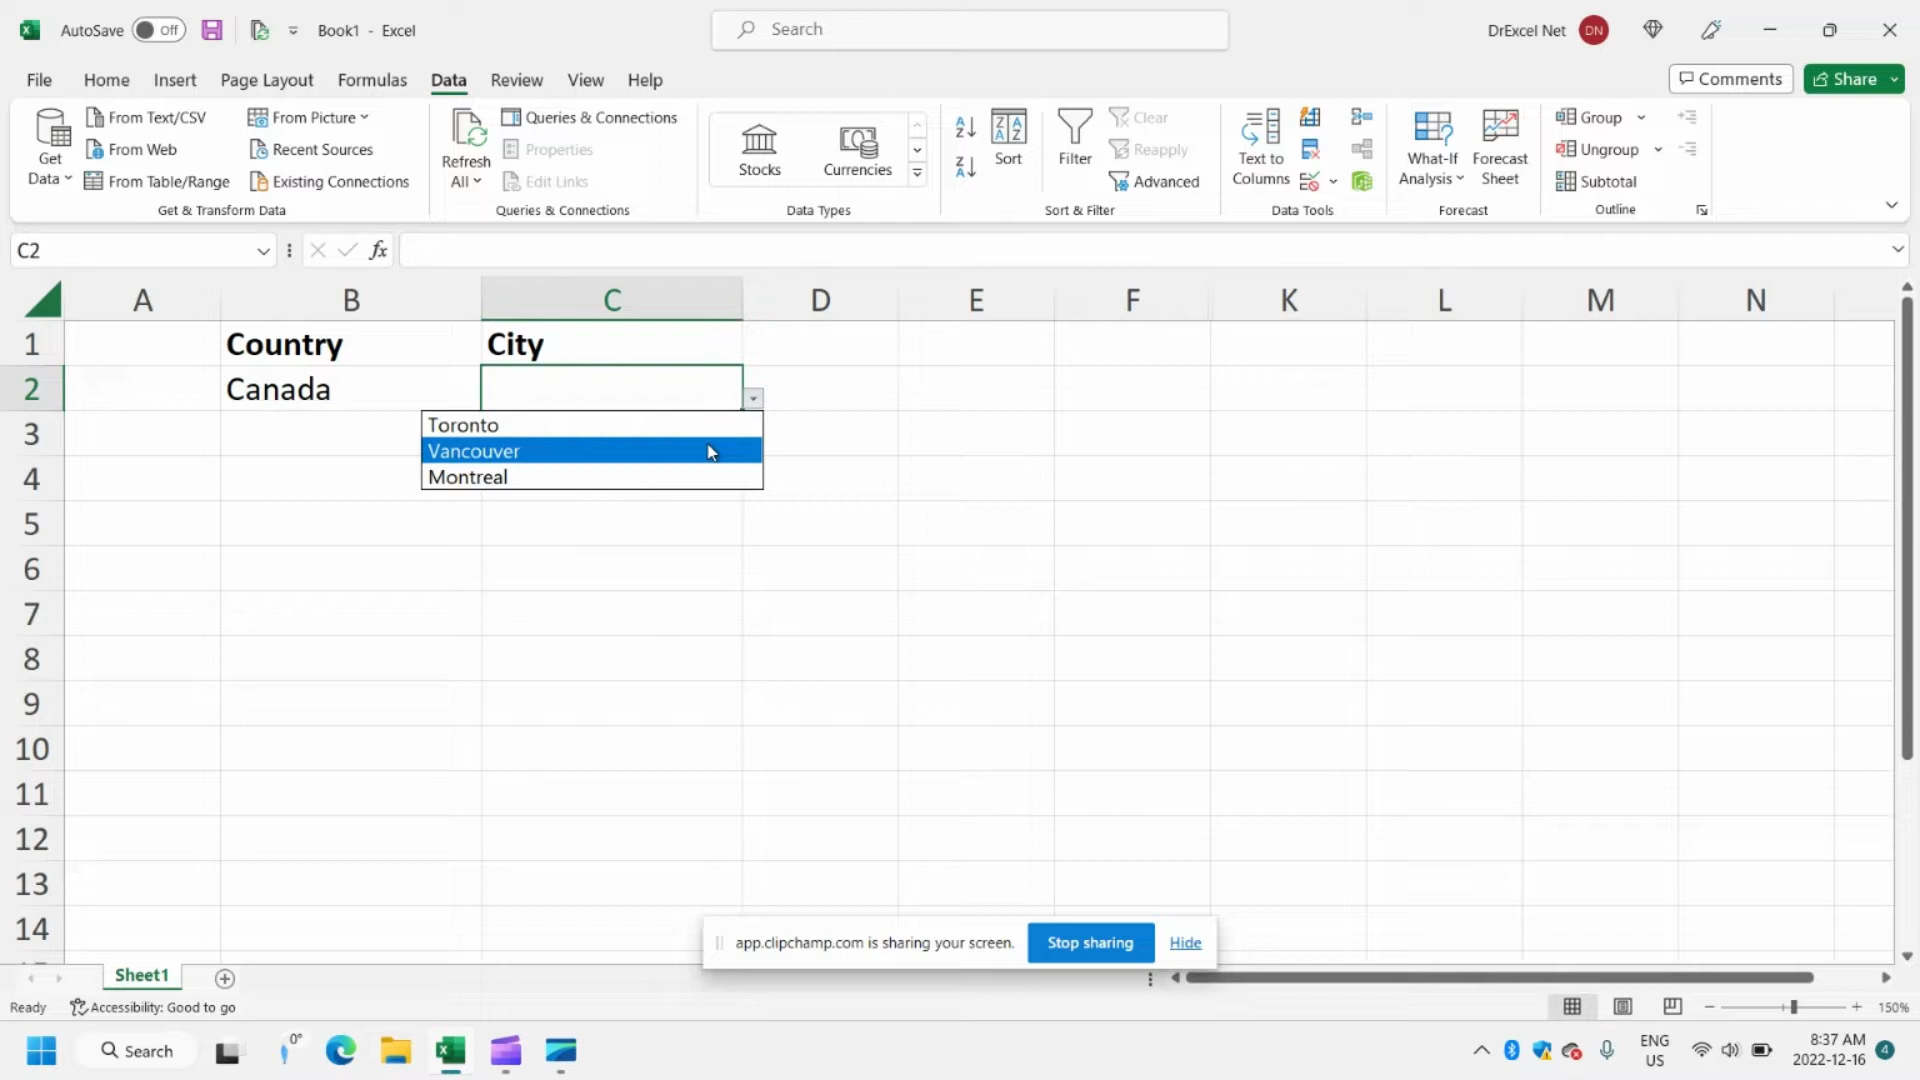 AutoSave Off Book1 - Excel Search DrExcel Net DN
File Home Insert Page Layout Formulas Data Review View Help Comments Share
Get Data
From Text/CSV
From Web
From Table/Range
From Picture
Recent Sources
Existing Connections
Get & Transform Data
Refresh All
Queries & Connections
Properties
Edit Links
Queries & Connections
Stocks
Currencies
Data Types
Sort
Filter
Clear
Reapply
Advanced
Sort & Filter
Text to Columns
Data Tools
What-If Analysis
Forecast Sheet
Forecast
Group
Ungroup
Subtotal
Outline
C2 fx
A B C D E F K L M N
1 Country City
2 Canada
Toronto
Vancouver
Montreal
3
4
5
6
7
8
9
10
11
12
13
14
app.clipchamp.com is sharing your screen. Stop sharing Hide
Sheet1
Ready Accessibility: Good to go 150%
Search 0° ENG US 8:37 AM 2022-12-16 4